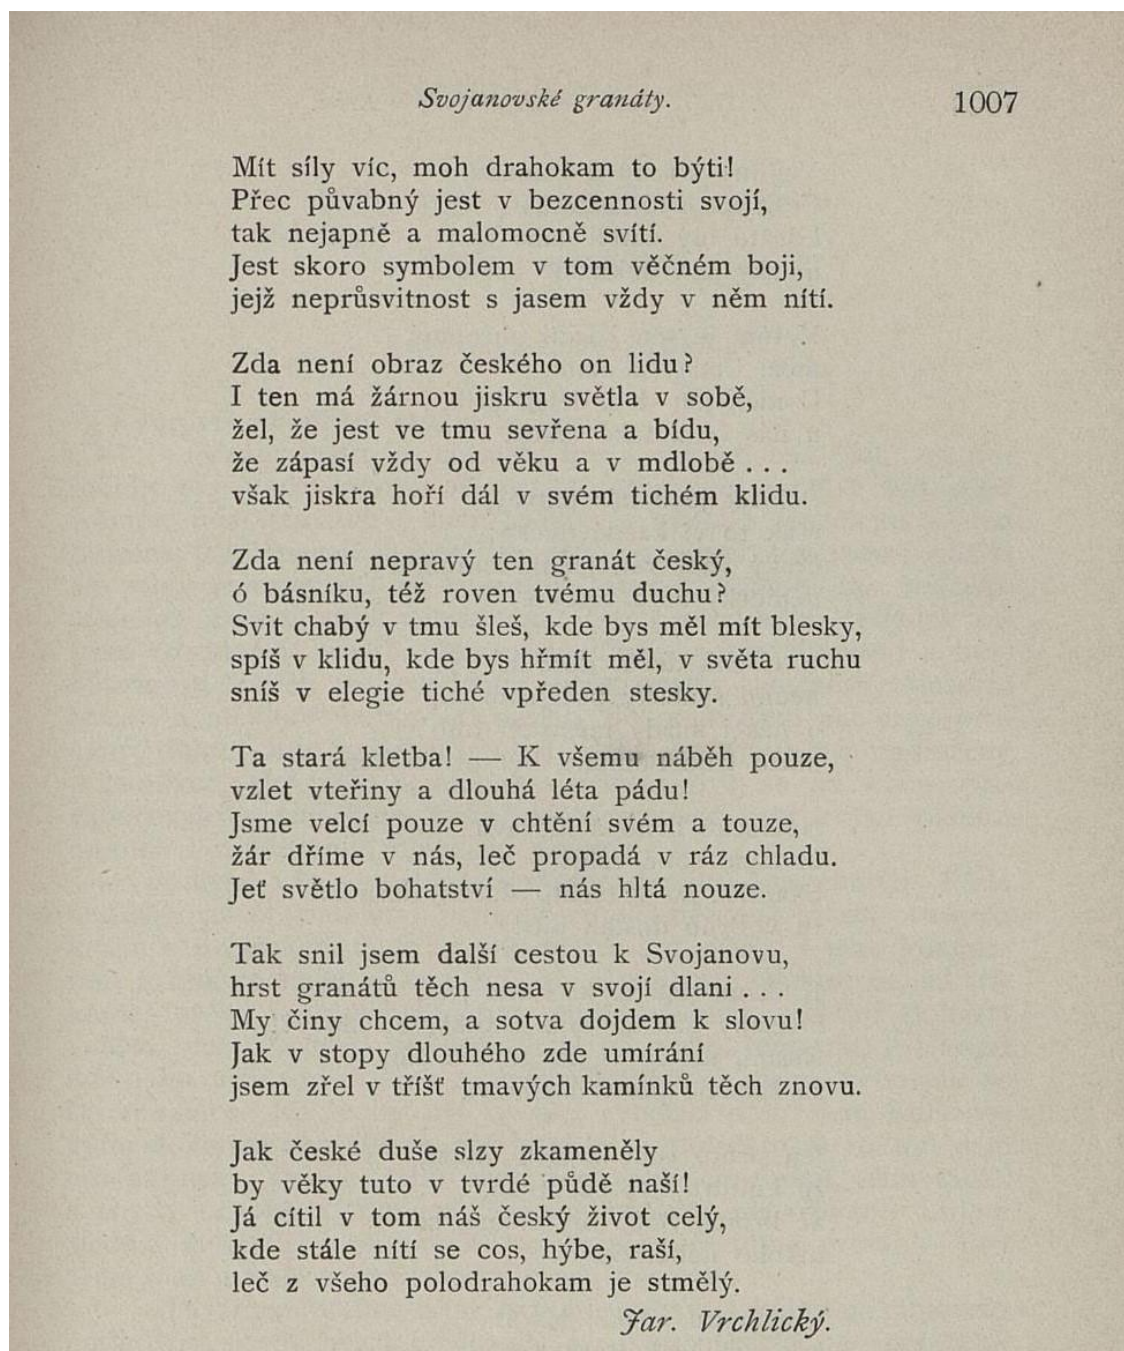 Svojanovské granáty. 1007
Mít síly víc, moh drahokam to býti!
Přec půvabný jest v bezcennosti svojí,
tak nejapně a malomocně svítí.
Jest skoro symbolem v tom věčném boji,
jejž neprůsvitnost s jasem vždy v něm nítí.
Zda není obraz českého on lidu?
I ten má žárnou jiskru světla v sobě,
žel, že jest ve tmu sevřena a bídu,
že zápasí vždy od věku a v mdlobě . . .
však jiskra hoří dál v svém tichém klidu.
Zda není nepravý ten granát český,
ó básníku, též roven tvému duchu?
Svit chabý v tmu šleš, kde bys měl mít blesky,
spíš v klidu, kde bys hřmít měl, v světa ruchu
sníš v elegie tiché vpředen stesky.
Ta stará kletba! — K všemu náběh pouze,
vzlet vteřiny a dlouhá léta pádu!
Jsme velcí pouze v chtění svém a touze,
žár dříme v nás, leč propadá v ráz chladu.
Jeť světlo bohatství — nás hltá nouze.
Tak snil jsem další cestou k Svojanovu,
hrst granátů těch nesa v svojí dlani . . .
My činy chcem, a sotva dojdem k slovu!
Jak v stopy dlouhého zde umírání
jsem zřel v tříšť tmavých kamínků těch znovu.
Jak české duše slzy zkameněly
by věky tuto v tvrdé půdě naší!
Já cítil v tom náš český život celý,
kde stále nítí se cos, hýbe, raší,
leč z všeho polodrahokam je stmělý.
Jar. Vrchlický.